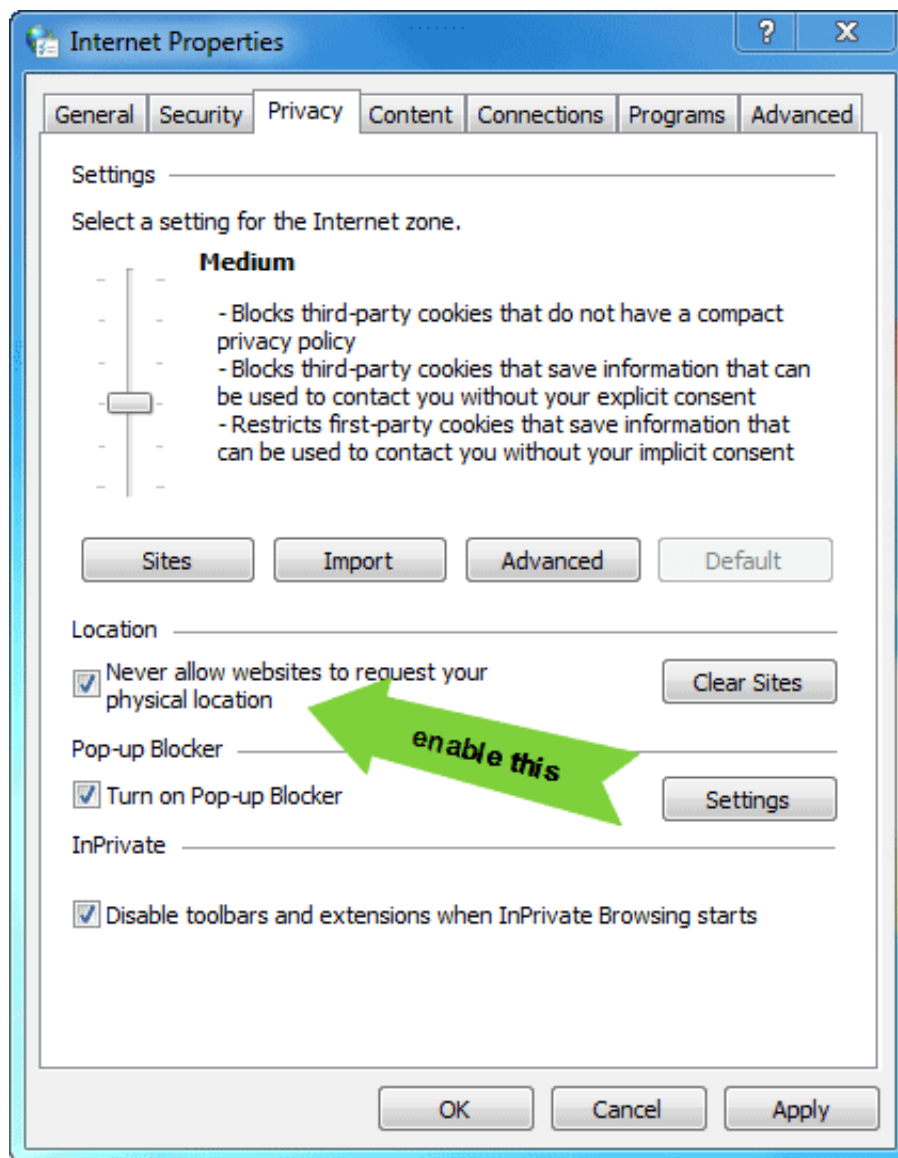 Internet Properties
General Security Privacy Content Connections Programs Advanced
Settings
Select a setting for the Internet zone.
Medium
- Blocks third-party cookies that do not have a compact
privacy policy
- Blocks third-party cookies that save information that can
be used to contact you without your explicit consent
- Restricts first-party cookies that save information that
can be used to contact you without your implicit consent
Sites Import Advanced Default
Location
Never allow websites to request your
physical location
Clear Sites
enable this
Pop-up Blocker
Turn on Pop-up Blocker
Settings
InPrivate
Disable toolbars and extensions when InPrivate Browsing starts
OK Cancel Apply